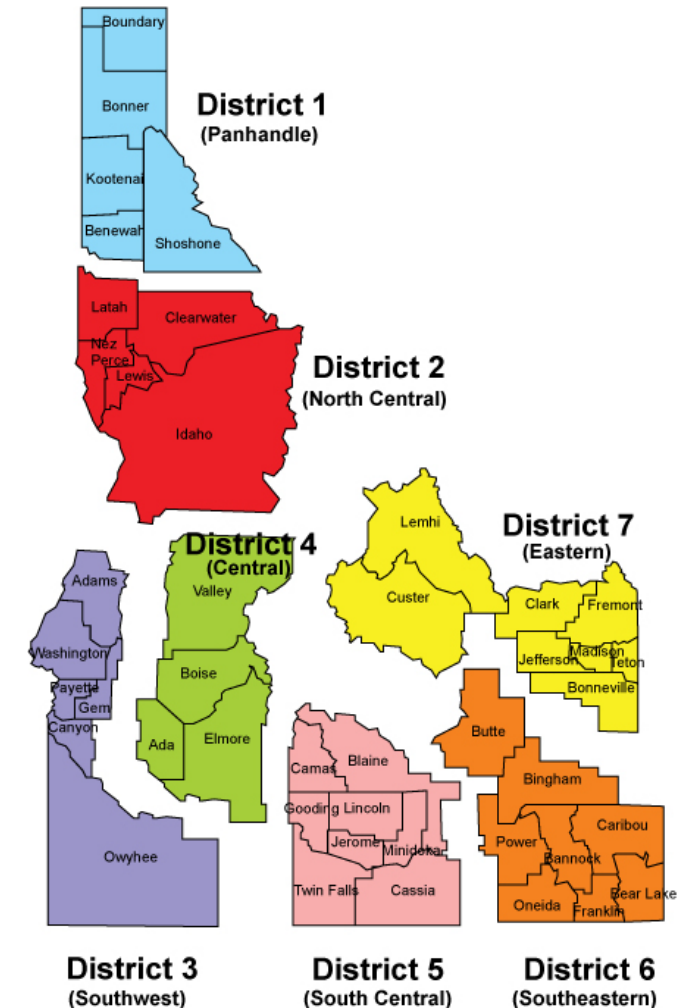 Boundary
Bonner
District 1
(Panhandle)
Kootenai
Benewah
Shoshone
Latah
Clearwater
Nez
Perce
Lewis
District 2
(North Central)
Idaho
Lemhi
District 7
(Eastern)
District 4
(Central)
Adams
Valley
Custer
Clark
Fremont
Washington
Madison
Jefferson
Teton
Boise
Payette
Bonneville
Gem
Canyon
Butte
Ada
Elmore
Blaine
Camas
Bingham
Gooding
Lincoln
Caribou
Jerome
Power
Minidoka
Bannock
Owyhee
Twin Falls
Cassia
Bear Lake
Oneida
Franklin
District 3
(Southwest)
District 5
(South Central)
District 6
(Southeastern)